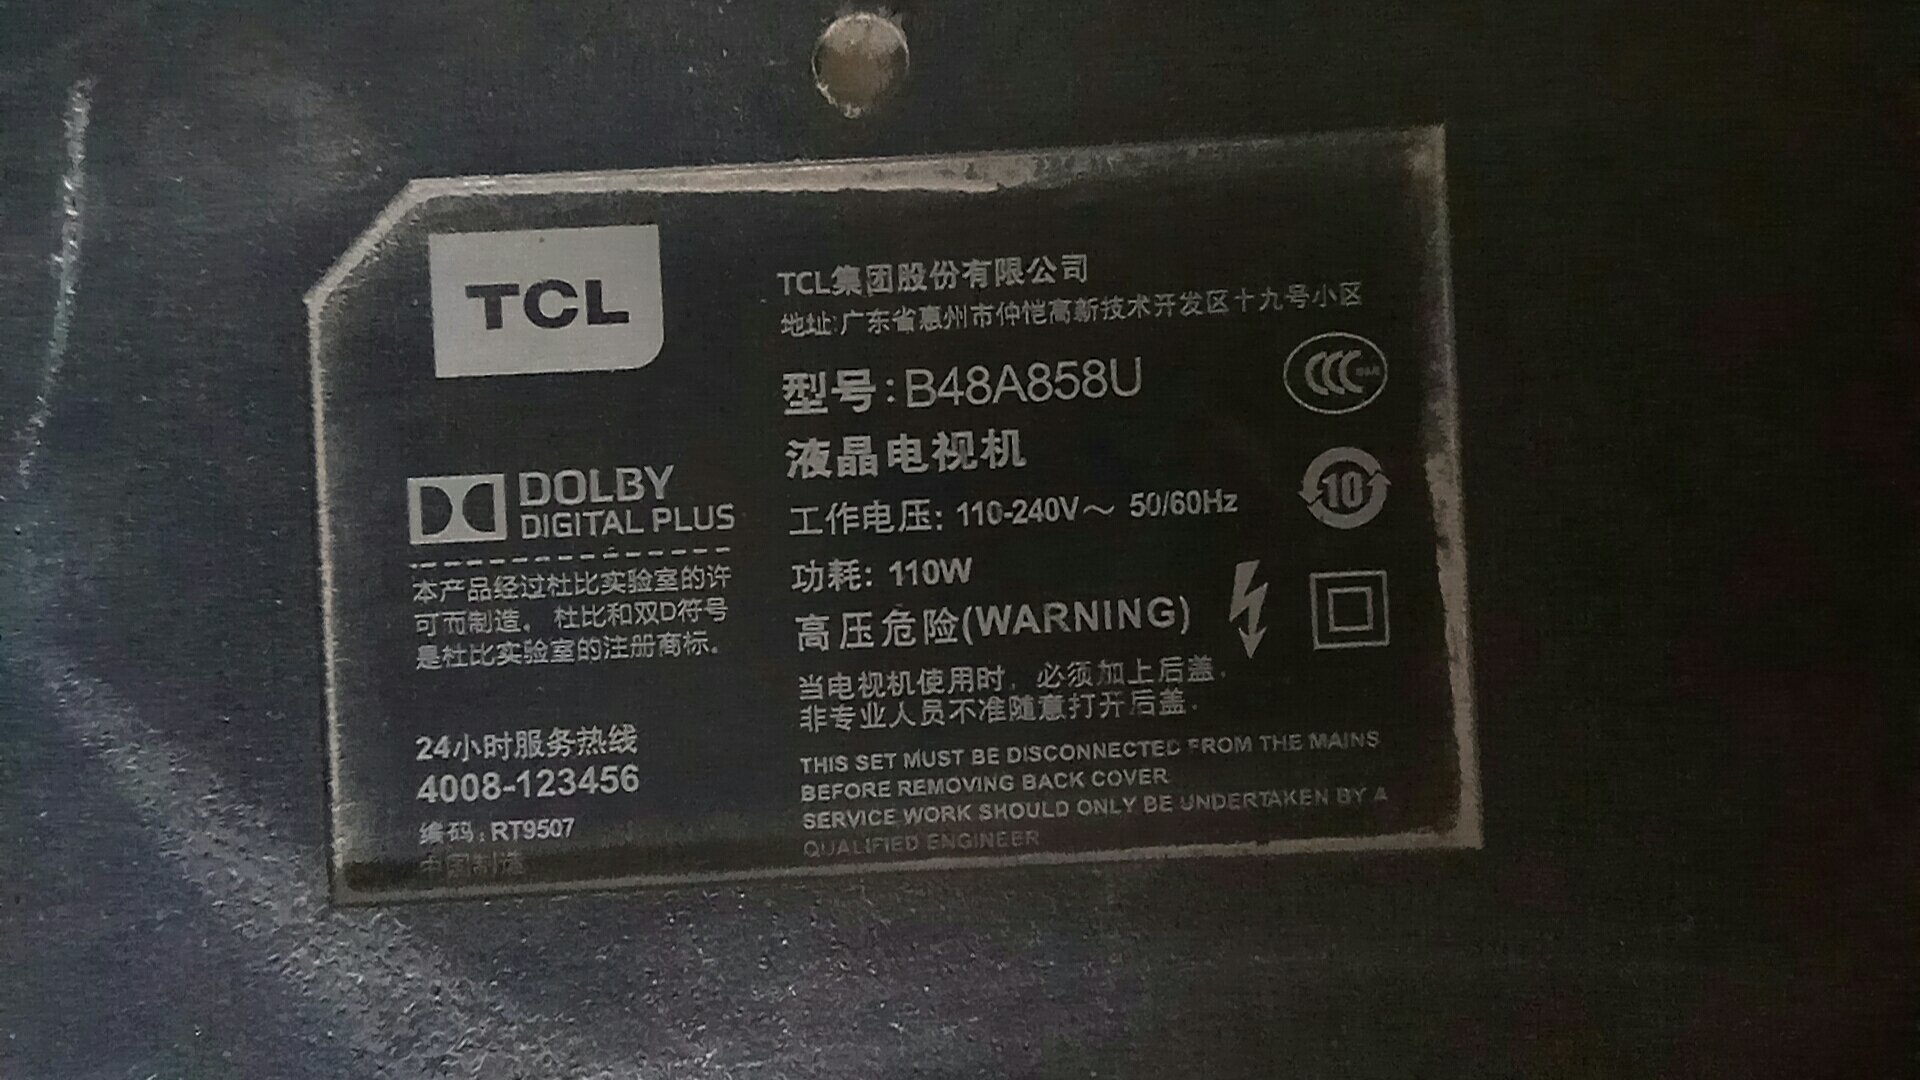 TCL
TCL集团股份有限公司
地址:广东省惠州市仲恺高新技术开发区十九号小区
型号:B48A858U
CCC
液晶电视机
10
工作电压: 110-240V～ 50/60Hz
功耗: 110W
高压危险(WARNING)
当电视机使用时, 必须加上后盖.
非专业人员不准随意打开后盖.
THIS SET MUST BE DISCONNECTED FROM THE MAINS
BEFORE REMOVING BACK COVER
SERVICE WORK SHOULD ONLY BE UNDERTAKEN BY A
QUALIFIED ENGINEER
DOLBY
DIGITAL PLUS
本产品经过杜比实验室的许
可而制造。杜比和双D符号
是杜比实验室的注册商标。
24小时服务热线
4008-123456
编码: RT9507
中国制造